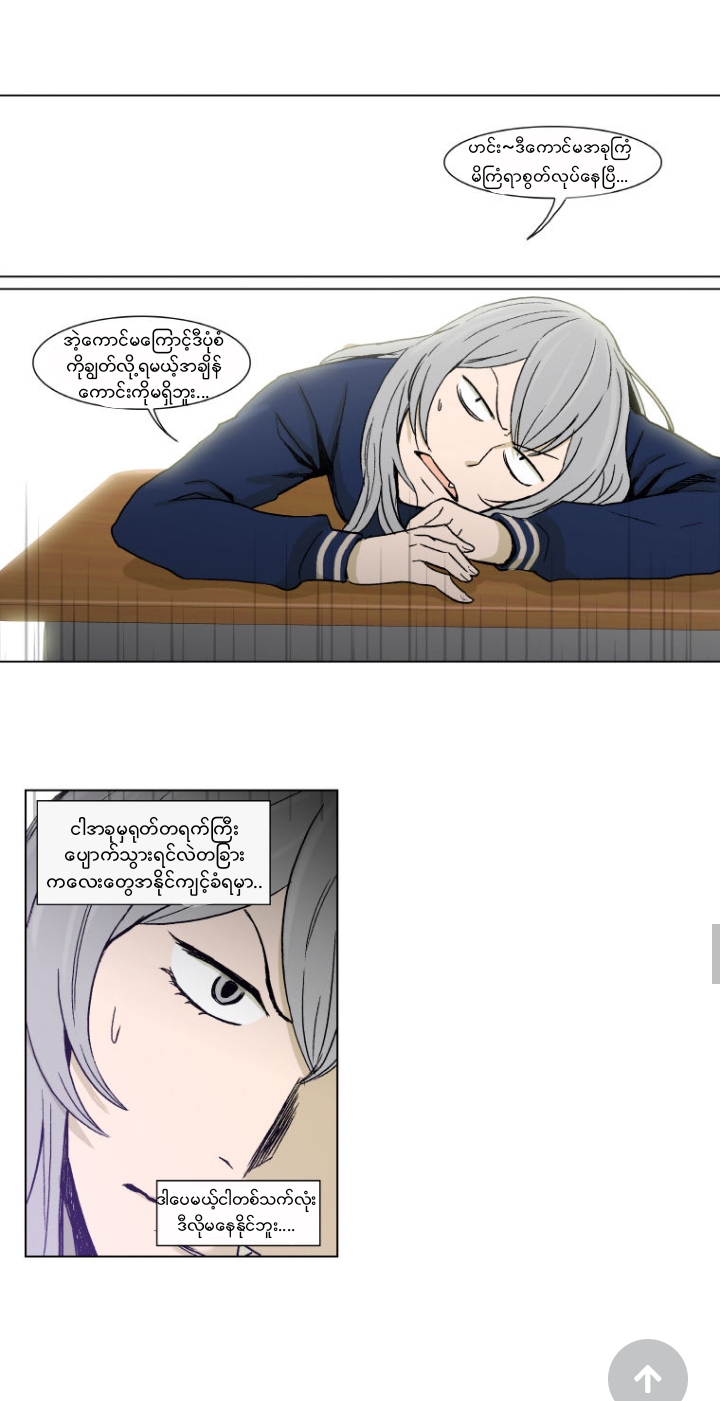 ဟင်း~ဒီကောင်မအခုကြံ
မိကြံရာစွတ်လုပ်နေပြီ...
အဲ့ကောင်မကြောင့်ဒီပုံစံ
ကိုချွတ်လို့ရမယ့်အချိန်
ကောင်းကိုမရှိဘူး...
ငါအခုမှရုတ်တရက်ကြီး
ပျောက်သွားရင်လဲတခြား
ကလေးတွေအနိုင်ကျင့်ခံရမှာ..
ဒါပေမယ့်ငါတစ်သက်လုံး
ဒီလိုမနေနိုင်ဘူး....